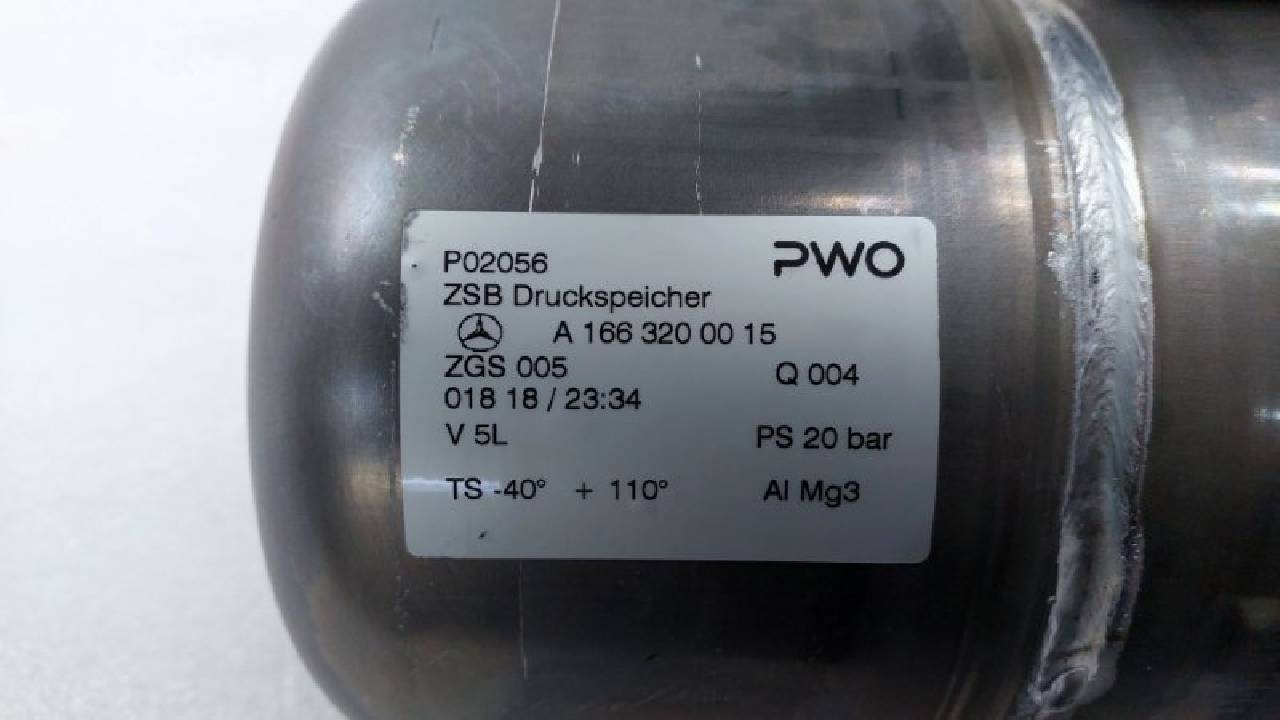 P02056 PWO
ZSB Druckspeicher
A 166 320 00 15
ZGS 005 Q 004
018 18 / 23:34
V 5L PS 20 bar
TS -40° + 110° Al Mg3